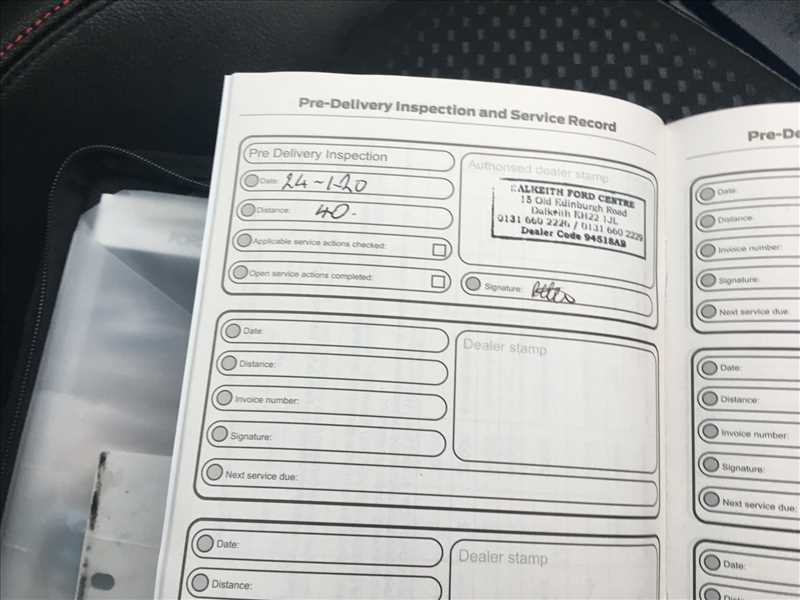 Pre-Delivery Inspection and Service Record
Pre Delivery Inspection
Date: 24-1-20
Distance: 40.
Applicable service actions checked:
Open service actions completed:
Authorised dealer stamp
DALKEITH FORD CENTRE
15 Old Edinburgh Road
Dalkeith EH22 1JL
0131 660 2226 / 0131 660 2229
Dealer Code 94518AB
Signature:
Date:
Distance:
Invoice number:
Signature:
Next service due:
Dealer stamp
Date:
Distance:
Dealer stamp
Pre-De
Date:
Distance:
Invoice number:
Signature:
Next service due:
Date:
Distance:
Invoice number:
Signature:
Next service due:
Date: